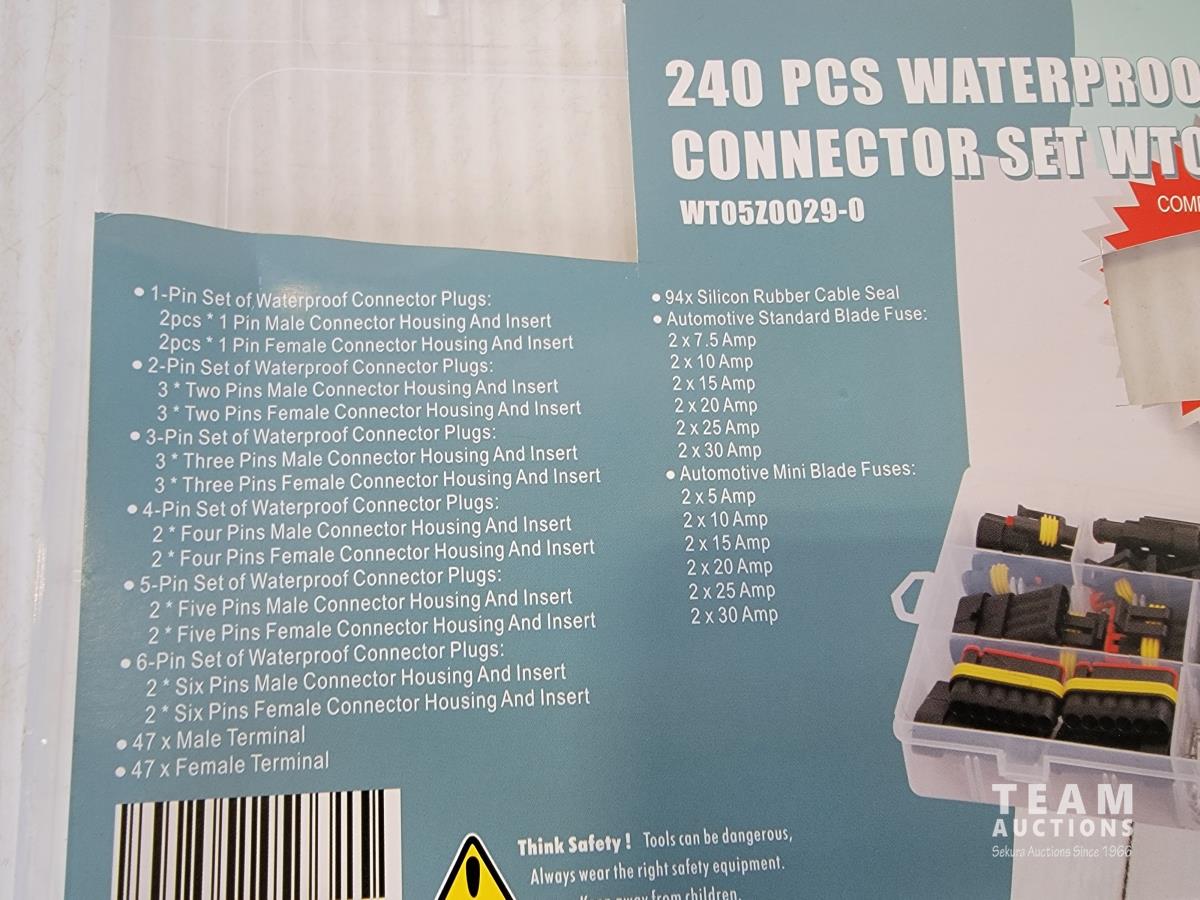 240 PCS WATERPROO
CONNECTOR SET WT0
WT05Z0029-0
COMP
• 1-Pin Set of Waterproof Connector Plugs:
2pcs * 1 Pin Male Connector Housing And Insert
2pcs * 1 Pin Female Connector Housing And Insert
• 2-Pin Set of Waterproof Connector Plugs:
3 * Two Pins Male Connector Housing And Insert
3 * Two Pins Female Connector Housing And Insert
• 3-Pin Set of Waterproof Connector Plugs:
3 * Three Pins Male Connector Housing And Insert
3 * Three Pins Female Connector Housing And Insert
• 4-Pin Set of Waterproof Connector Plugs:
2 * Four Pins Male Connector Housing And Insert
2 * Four Pins Female Connector Housing And Insert
• 5-Pin Set of Waterproof Connector Plugs:
2 * Five Pins Male Connector Housing And Insert
2 * Five Pins Female Connector Housing And Insert
• 6-Pin Set of Waterproof Connector Plugs:
2 * Six Pins Male Connector Housing And Insert
2 * Six Pins Female Connector Housing And Insert
• 47 x Male Terminal
• 47 x Female Terminal
• 94x Silicon Rubber Cable Seal
• Automotive Standard Blade Fuse:
2 x 7.5 Amp
2 x 10 Amp
2 x 15 Amp
2 x 20 Amp
2 x 25 Amp
2 x 30 Amp
• Automotive Mini Blade Fuses:
2 x 5 Amp
2 x 10 Amp
2 x 15 Amp
2 x 20 Amp
2 x 25 Amp
2 x 30 Amp
Think Safety ! Tools can be dangerous,
Always wear the right safety equipment.
Keep away from children.
TEAM
AUCTIONS
Sekura Auctions Since 1966